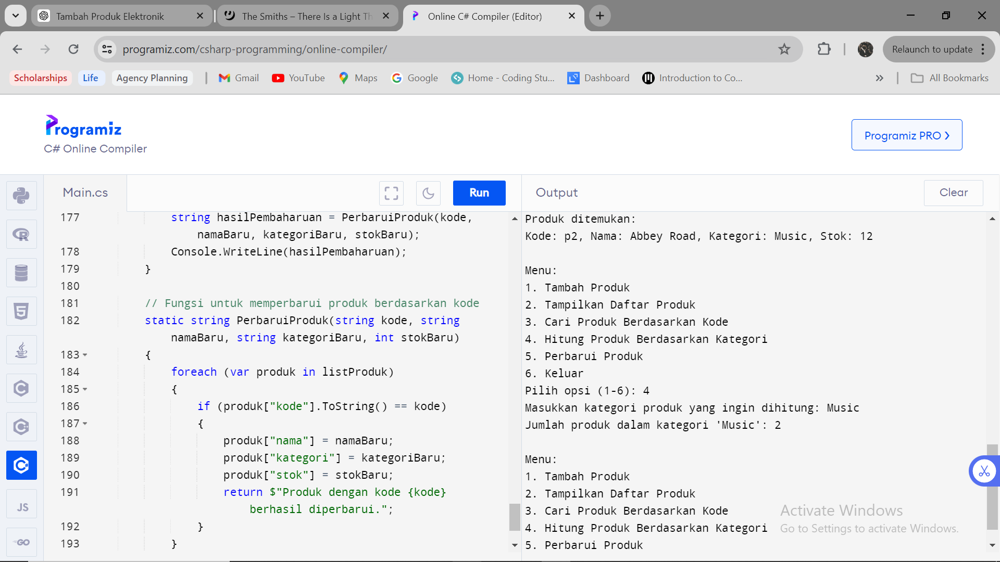 Tambah Produk Elektronik
The Smiths – There Is a Light Th
Online C# Compiler (Editor)
programiz.com/csharp-programming/online-compiler/
Relaunch to update
Scholarships
Life
Agency Planning
Gmail
YouTube
Maps
Google
Home - Coding Stu...
Dashboard
Introduction to Co...
All Bookmarks
Programiz
C# Online Compiler
Programiz PRO
Main.cs
Run
177 string hasilPembaharuan = PerbaruiProduk(kode,
namaBaru, kategoriBaru, stokBaru);
178 Console.WriteLine(hasilPembaharuan);
179 }
180
181 // Fungsi untuk memperbarui produk berdasarkan kode
182 static string PerbaruiProduk(string kode, string
namaBaru, string kategoriBaru, int stokBaru)
183 {
184 foreach (var produk in listProduk)
185 {
186 if (produk["kode"].ToString() == kode)
187 {
188 produk["nama"] = namaBaru;
189 produk["kategori"] = kategoriBaru;
190 produk["stok"] = stokBaru;
191 return $"Produk dengan kode {kode}
berhasil diperbarui.";
192 }
193 }
JS
GO
Output
Clear
Produk ditemukan:
Kode: p2, Nama: Abbey Road, Kategori: Music, Stok: 12
Menu:
1. Tambah Produk
2. Tampilkan Daftar Produk
3. Cari Produk Berdasarkan Kode
4. Hitung Produk Berdasarkan Kategori
5. Perbarui Produk
6. Keluar
Pilih opsi (1-6): 4
Masukkan kategori produk yang ingin dihitung: Music
Jumlah produk dalam kategori 'Music': 2
Menu:
1. Tambah Produk
2. Tampilkan Daftar Produk
3. Cari Produk Berdasarkan Kode
4. Hitung Produk Berdasarkan Kategori
5. Perbarui Produk
Activate Windows
Go to Settings to activate Windows.